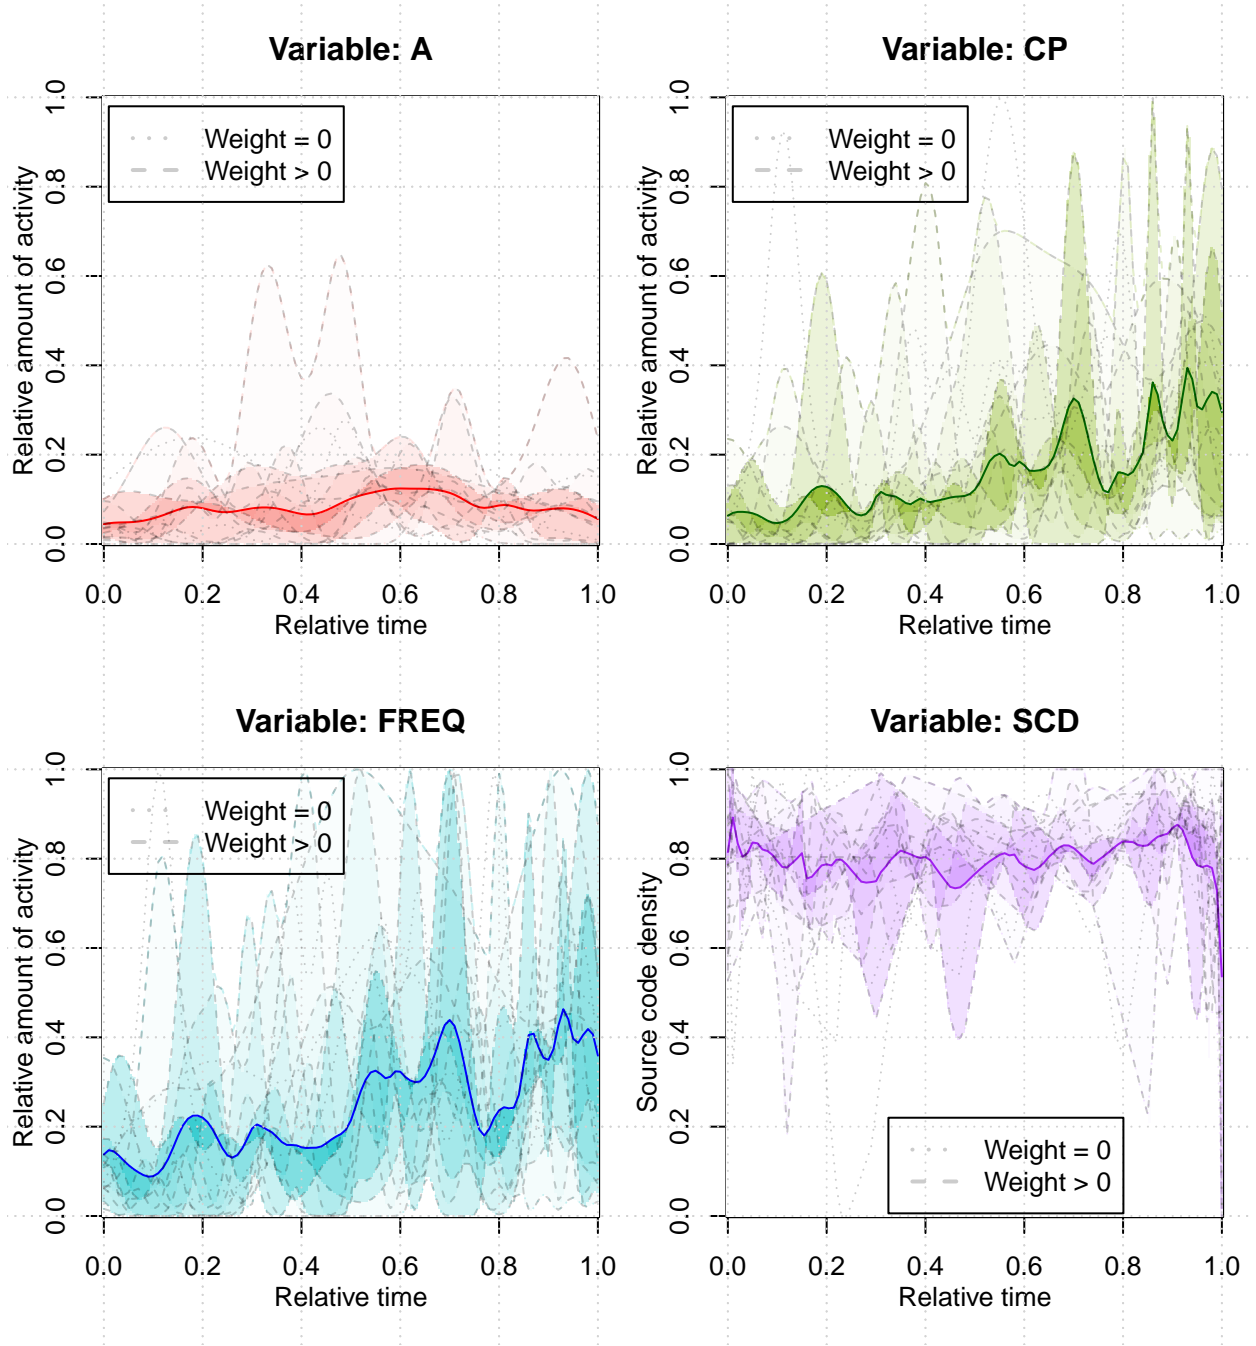 Variable: A
Relative amount of activity
0.0 0.2 0.4 0.6 0.8 1.0
Weight = 0
Weight > 0
0.0 0.2 0.4 0.6 0.8 1.0
Relative time
Variable: CP
Relative amount of activity
0.0 0.2 0.4 0.6 0.8 1.0
Weight = 0
Weight > 0
0.0 0.2 0.4 0.6 0.8 1.0
Relative time
Variable: FREQ
Relative amount of activity
0.0 0.2 0.4 0.6 0.8 1.0
Weight = 0
Weight > 0
0.0 0.2 0.4 0.6 0.8 1.0
Relative time
Variable: SCD
Source code density
0.0 0.2 0.4 0.6 0.8 1.0
Weight = 0
Weight > 0
0.0 0.2 0.4 0.6 0.8 1.0
Relative time